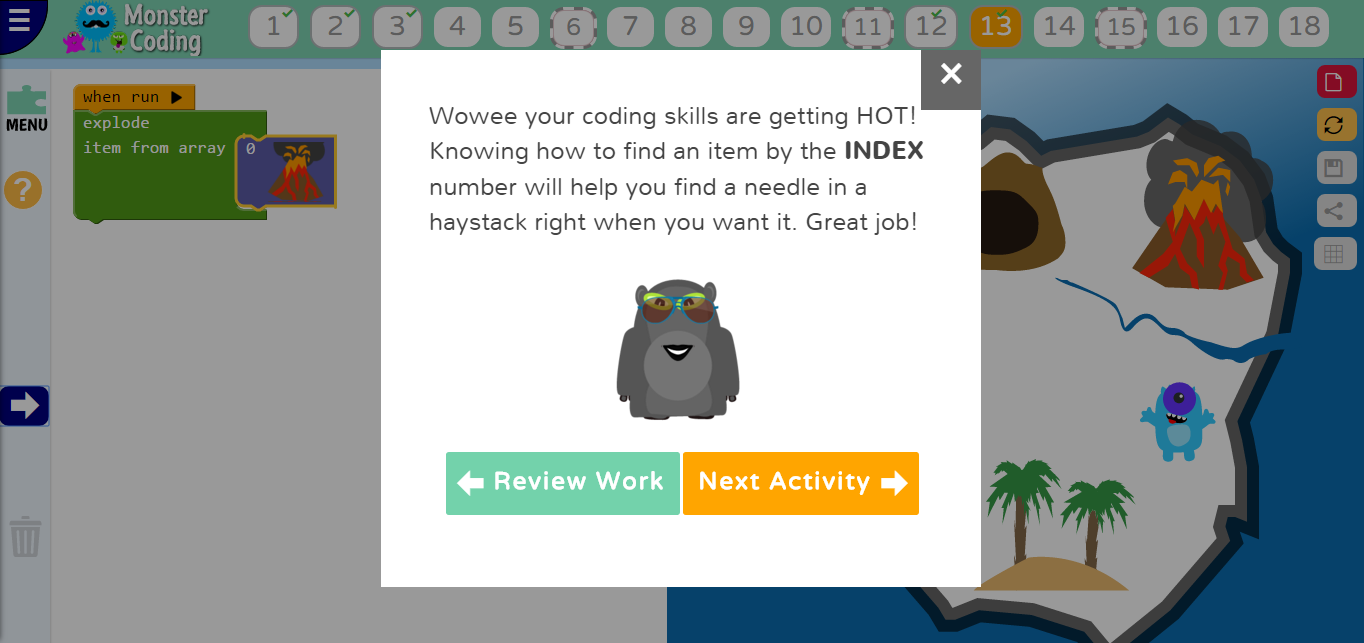 Monster
Coding
1 2 3 4 5 6 7 8 9 10 11 12 13 14 15 16 17 18
MENU
?
when run
explode
item from array 0
Wowee your coding skills are getting HOT!
Knowing how to find an item by the INDEX
number will help you find a needle in a
haystack right when you want it. Great job!
Review Work
Next Activity